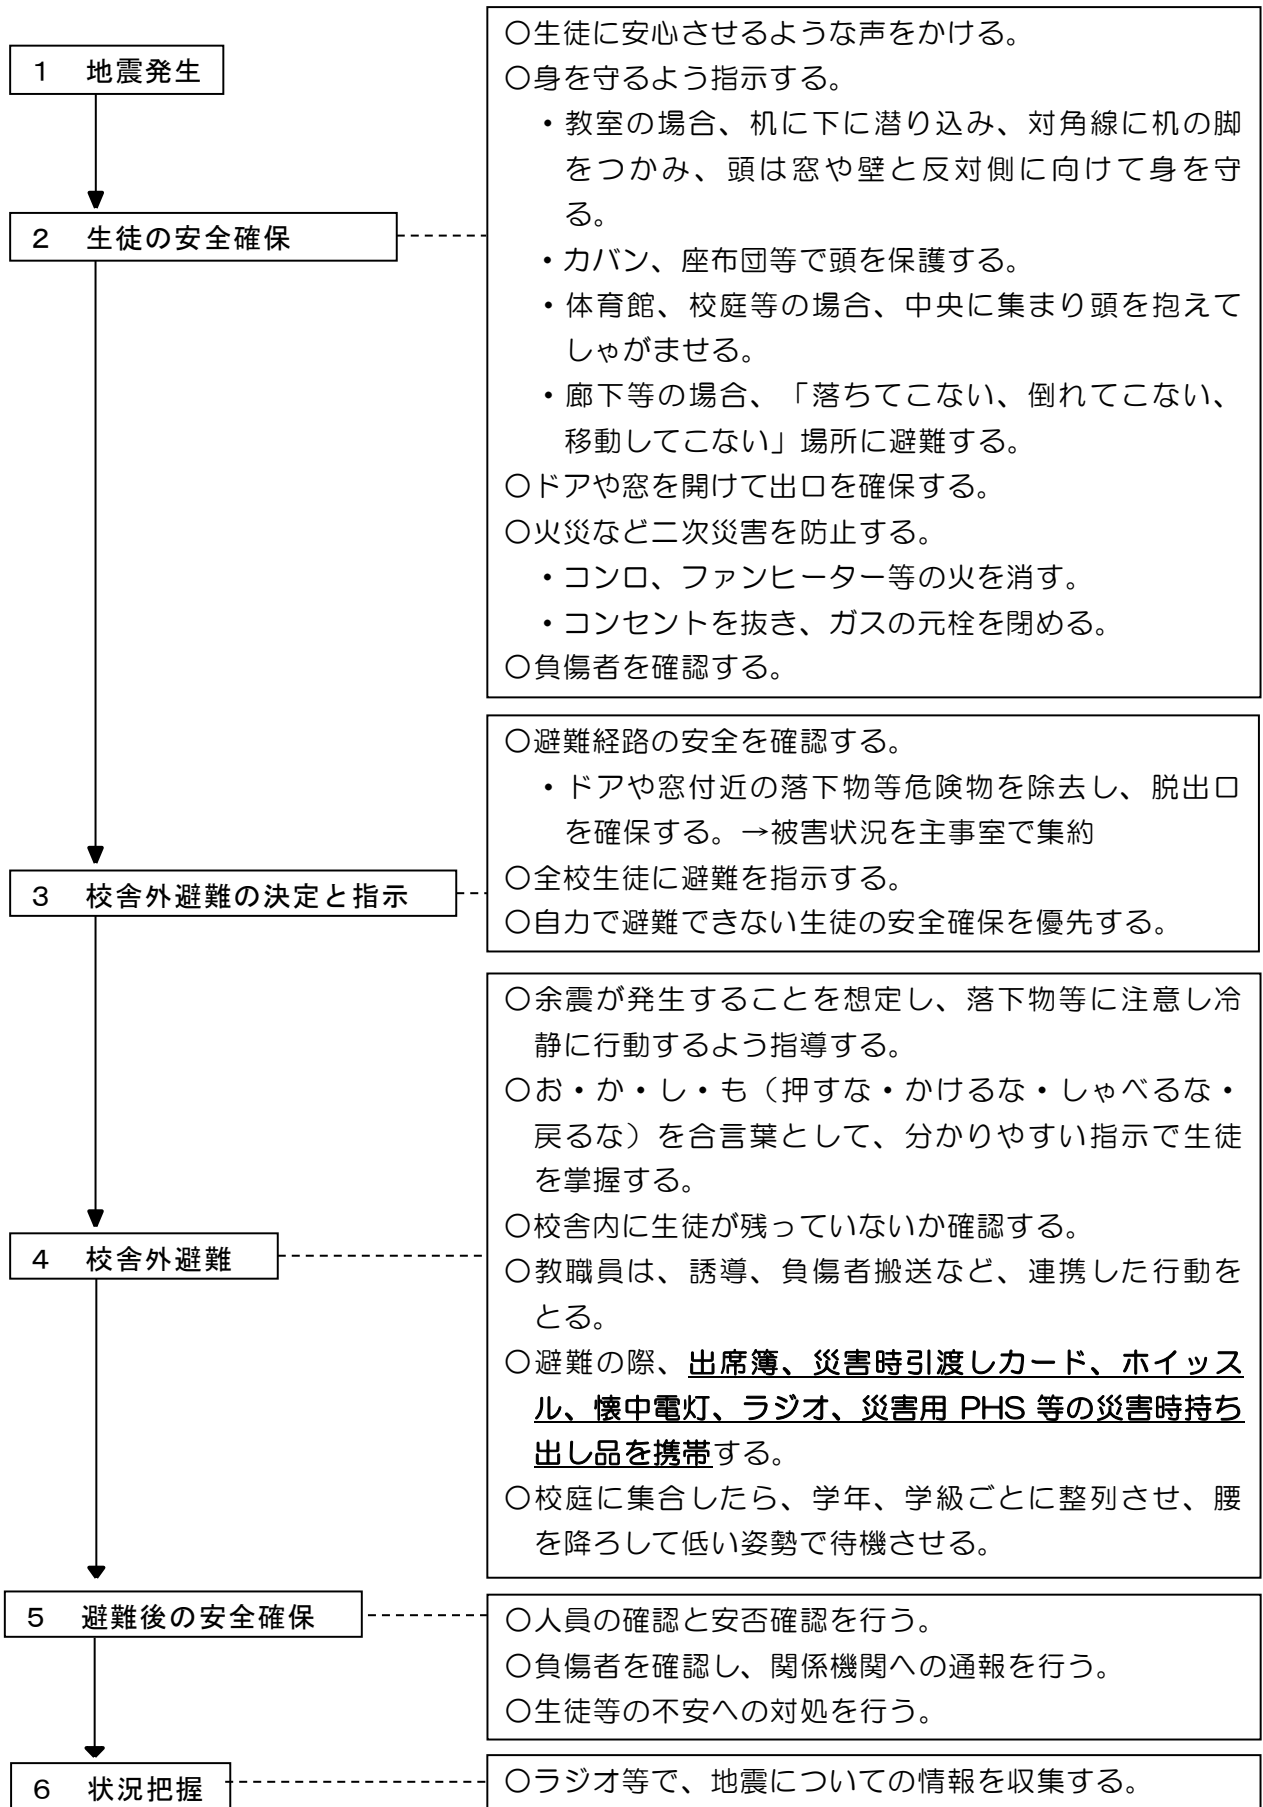 1　地震発生
○生徒に安心させるような声をかける。
○身を守るよう指示する。
・教室の場合、机に下に潜り込み、対角線に机の脚
をつかみ、頭は窓や壁と反対側に向けて身を守
る。
2　生徒の安全確保
・カバン、座布団等で頭を保護する。
・体育館、校庭等の場合、中央に集まり頭を抱えて
しゃがませる。
・廊下等の場合、「落ちてこない、倒れてこない、
移動してこない」場所に避難する。
○ドアや窓を開けて出口を確保する。
○火災など二次災害を防止する。
・コンロ、ファンヒーター等の火を消す。
・コンセントを抜き、ガスの元栓を閉める。
○負傷者を確認する。
3　校舎外避難の決定と指示
○避難経路の安全を確認する。
・ドアや窓付近の落下物等危険物を除去し、脱出口
を確保する。→被害状況を主事室で集約
○全校生徒に避難を指示する。
○自力で避難できない生徒の安全確保を優先する。
4　校舎外避難
○余震が発生することを想定し、落下物等に注意し冷
静に行動するよう指導する。
○お・か・し・も（押すな・かけるな・しゃべるな・
戻るな）を合言葉として、分かりやすい指示で生徒
を掌握する。
○校舎内に生徒が残っていないか確認する。
○教職員は、誘導、負傷者搬送など、連携した行動を
とる。
○避難の際、出席簿、災害時引渡しカード、ホイッス
ル、懐中電灯、ラジオ、災害用 PHS 等の災害時持ち
出し品を携帯する。
○校庭に集合したら、学年、学級ごとに整列させ、腰
を降ろして低い姿勢で待機させる。
5　避難後の安全確保
○人員の確認と安否確認を行う。
○負傷者を確認し、関係機関への通報を行う。
○生徒等の不安への対処を行う。
6　状況把握
○ラジオ等で、地震についての情報を収集する。